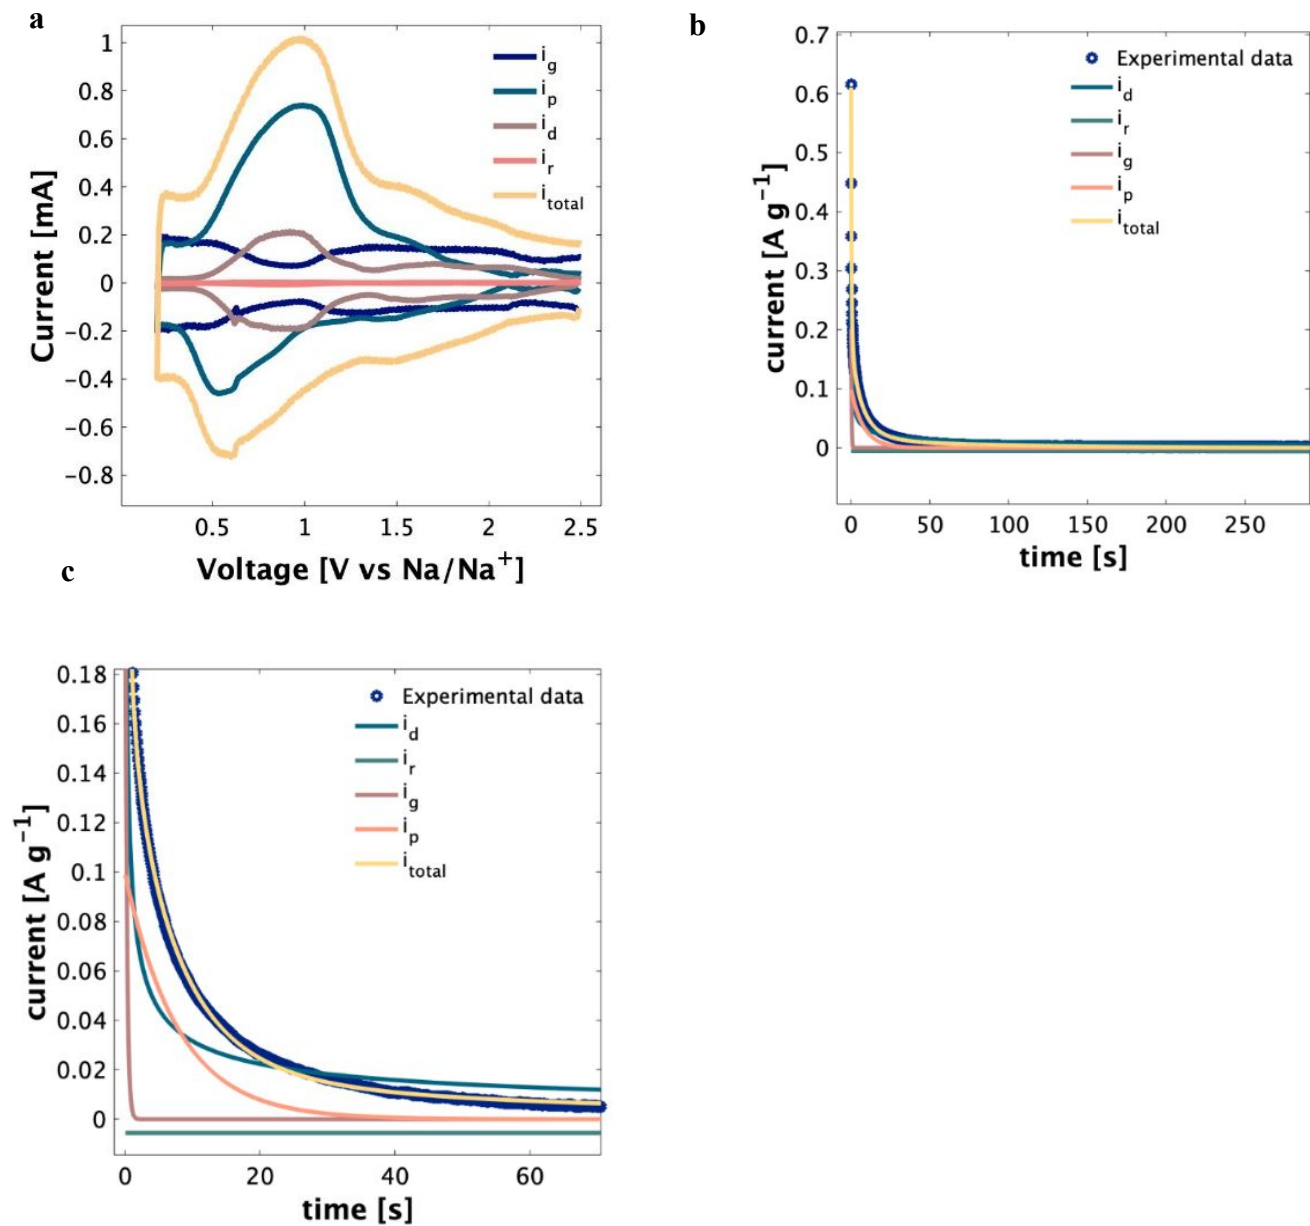 a
1
0.8
0.6
0.4
0.2
0
−0.2
−0.4
−0.6
−0.8
Current [mA]
i_g
i_p
i_d
i_r
i_total
0.5 1 1.5 2 2.5
Voltage [V vs Na/Na⁺]
b
0.7
0.6
0.5
0.4
0.3
0.2
0.1
0
current [A g⁻¹]
Experimental data
i_d
i_r
i_g
i_p
i_total
0 50 100 150 200 250
time [s]
c
0.18
0.16
0.14
0.12
0.1
0.08
0.06
0.04
0.02
0
current [A g⁻¹]
Experimental data
i_d
i_r
i_g
i_p
i_total
0 20 40 60
time [s]